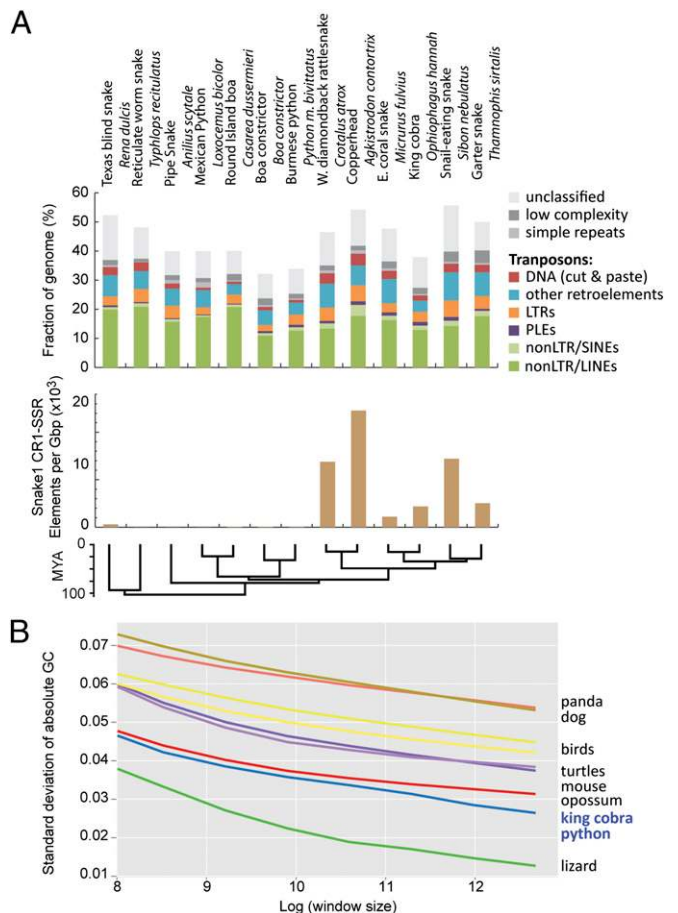 A
Texas blind snake
Rena dulcis
Reticulate worm snake
Typhlops recitulatus
Pipe Snake
Anilius scytale
Mexican Python
Loxocemus bicolor
Round Island boa
Casarea dussermieri
Boa constrictor
Boa constrictor
Burmese python
Python m. bivittatus
W. diamondback rattlesnake
Crotalus atrox
Copperhead
Agkistrodon contortrix
E. coral snake
Micrurus fulvius
King cobra
Ophiophagus hannah
Snail-eating snake
Sibon nebulatus
Garter snake
Thamnophis sirtalis
Fraction of genome (%)
60
50
40
30
20
10
0
unclassified
low complexity
simple repeats
Tranposons:
DNA (cut & paste)
other retroelements
LTRs
PLEs
nonLTR/SINEs
nonLTR/LINEs
Snake1 CR1-SSR
Elements per Gbp (x10³)
20
10
0
MYA
0
100
B
Standard deviation of absolute GC
0.07
0.06
0.05
0.04
0.03
0.02
0.01
8
9
10
11
12
Log (window size)
panda
dog
birds
turtles
mouse
opossum
king cobra
python
lizard